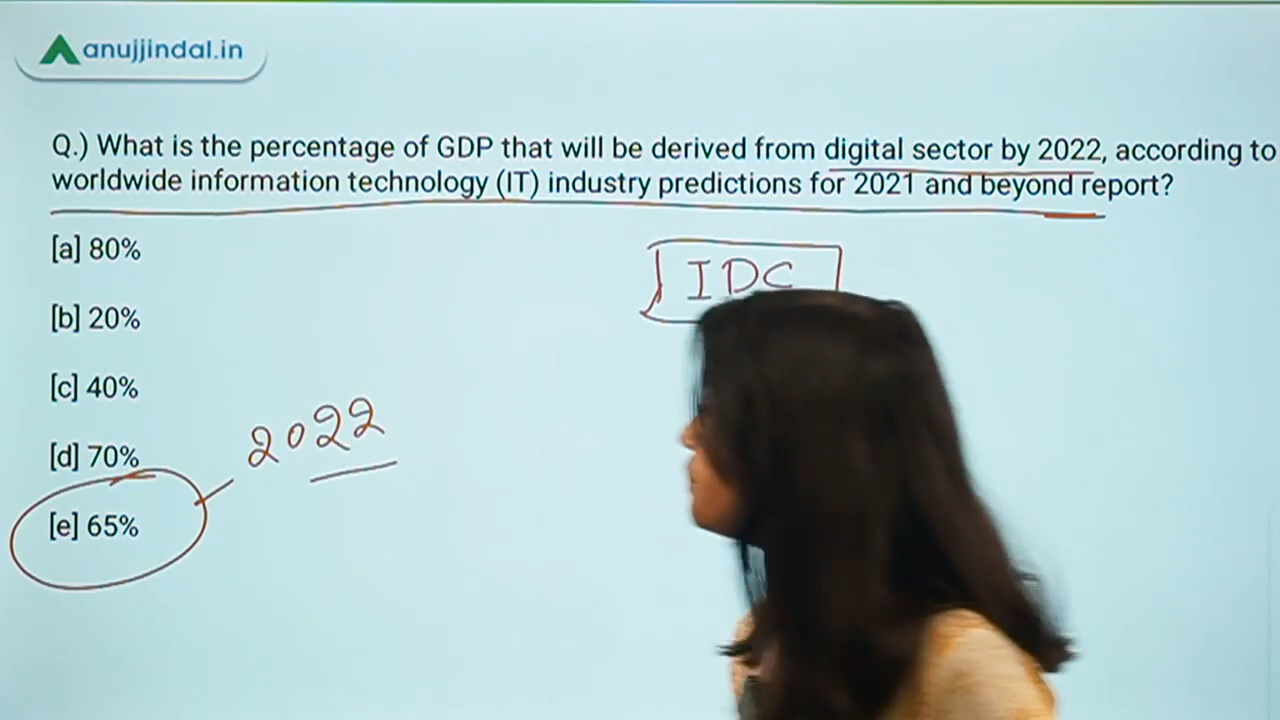 anujjindal.in
Q.) What is the percentage of GDP that will be derived from digital sector by 2022, according to
worldwide information technology (IT) industry predictions for 2021 and beyond report?
[a] 80%
IDC
[b] 20%
[c] 40%
2022
[d] 70%
[e] 65%